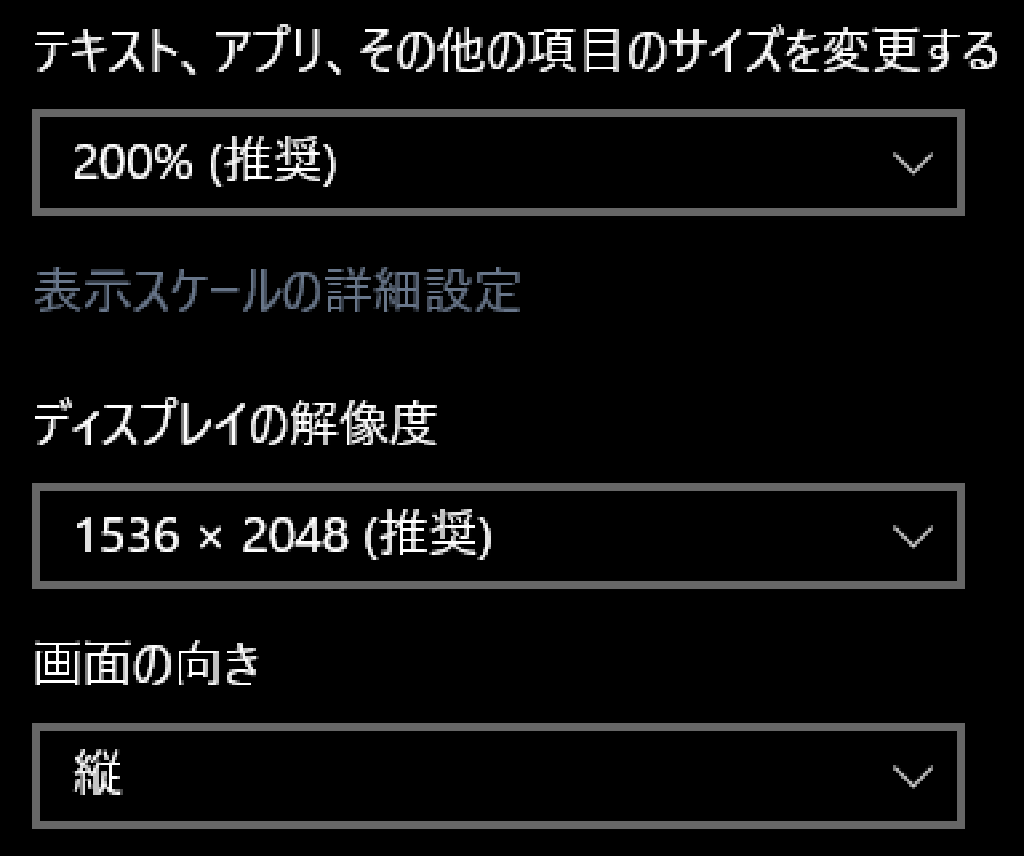 テキスト、アプリ、その他の項目のサイズを変更する
200% (推奨)
表示スケールの詳細設定
ディスプレイの解像度
1536 × 2048 (推奨)
画面の向き
縦